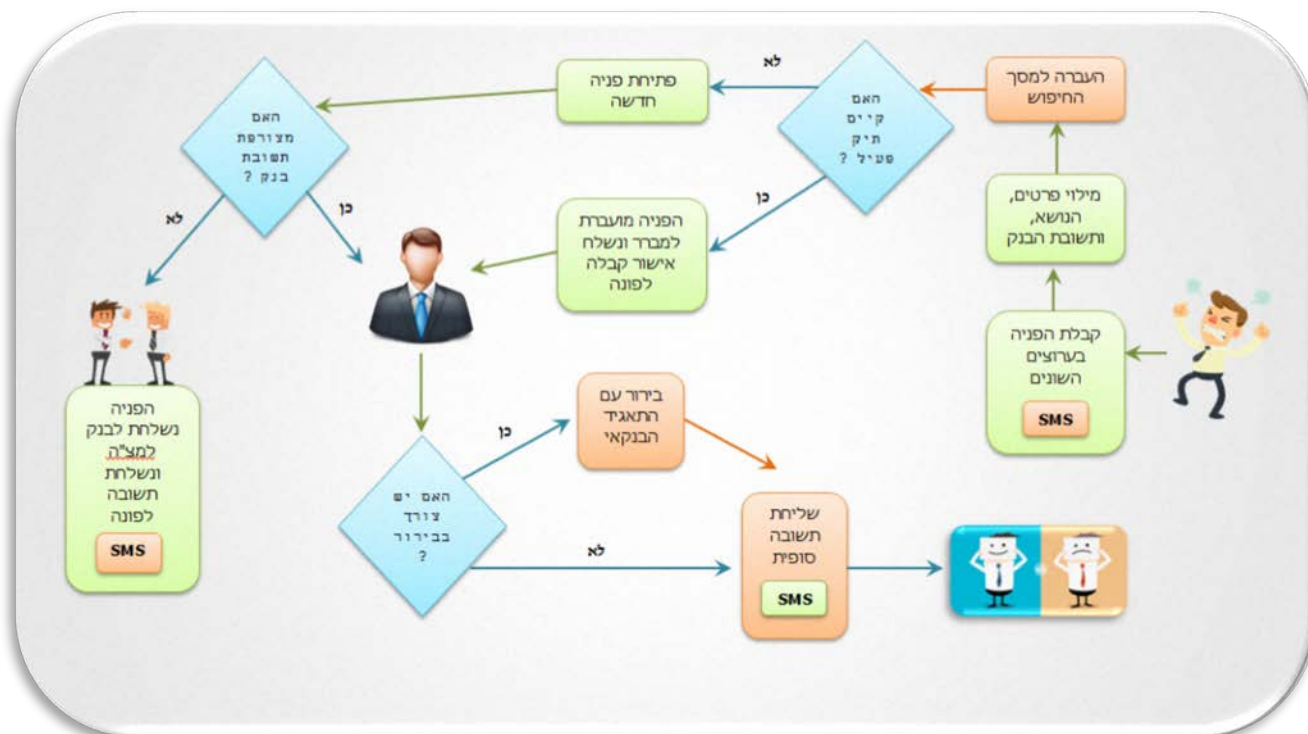 העברה למסך
החיפוש
האם
קיים
תיק
פעיל ?
לא
כן
פתיחת פניה
חדשה
האם
מצורפת
תשובת
בנק ?
לא
כן
מילוי פרטים,
הנושא,
ותשובת הבנק
הפניה מועברת
למברר ונשלח
אישור קבלה
לפונה
קבלת הפניה
בערוצים
השונים
SMS
הפניה
נשלחת לבנק
למצ"ה
ונשלחת
תשובה
לפונה
SMS
בירור עם
התאגיד
הבנקאי
האם יש
צורך
בבירור
?
כן
לא
שליחת
תשובה
סופית
SMS